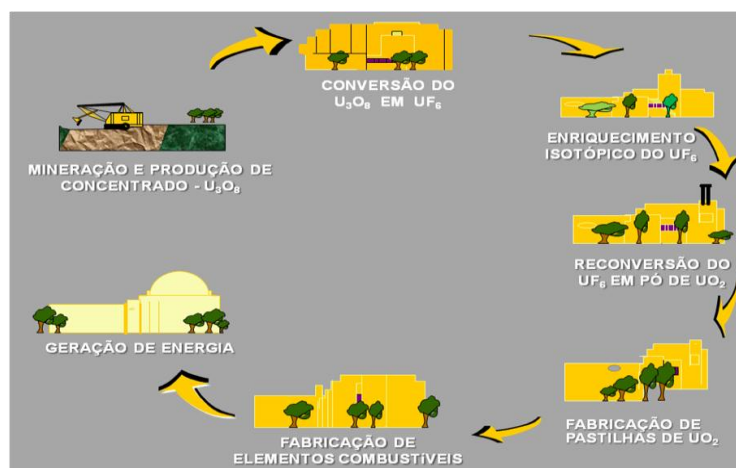 CONVERSÃO DO
U₃O₈ EM UF₆
ENRIQUECIMENTO
ISOTÓPICO DO UF₆
MINERAÇÃO E PRODUÇÃO DE
CONCENTRADO - U₃O₈
RECONVERSÃO DO
UF₆ EM PÓ DE UO₂
GERAÇÃO DE ENERGIA
FABRICAÇÃO DE
PASTILHAS DE UO₂
FABRICAÇÃO DE
ELEMENTOS COMBUSTíVEIS